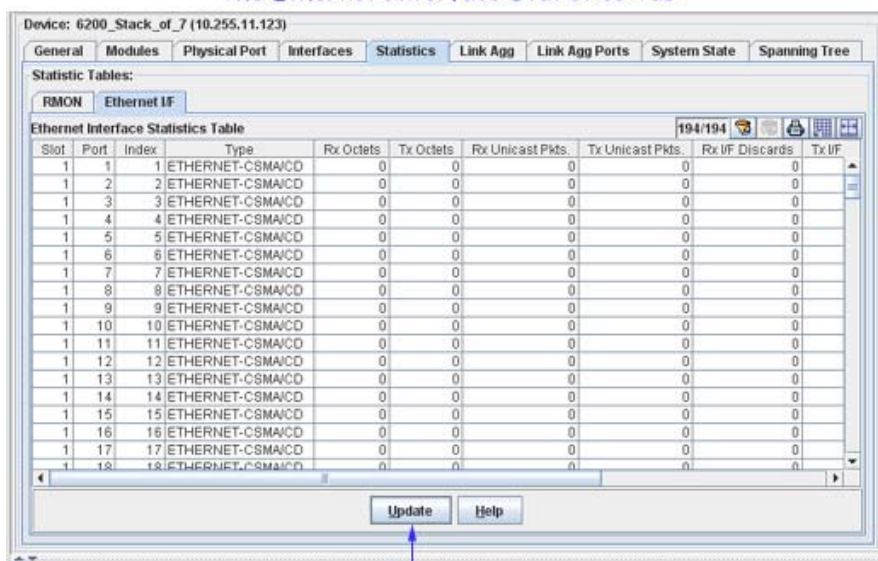 Device: 6200_Stack_of_7 (10.255.11.123)
General Modules Physical Port Interfaces Statistics Link Agg Link Agg Ports System State Spanning Tree
Statistic Tables:
RMON Ethernet I/F
Ethernet Interface Statistics Table 194/194
Slot Port Index Type Rx Octets Tx Octets Rx Unicast Pkts. Tx Unicast Pkts. Rx I/F Discards Tx I/F
1 1 1 ETHERNET-CSMA/CD 0 0 0 0 0
1 2 2 ETHERNET-CSMA/CD 0 0 0 0 0
1 3 3 ETHERNET-CSMA/CD 0 0 0 0 0
1 4 4 ETHERNET-CSMA/CD 0 0 0 0 0
1 5 5 ETHERNET-CSMA/CD 0 0 0 0 0
1 6 6 ETHERNET-CSMA/CD 0 0 0 0 0
1 7 7 ETHERNET-CSMA/CD 0 0 0 0 0
1 8 8 ETHERNET-CSMA/CD 0 0 0 0 0
1 9 9 ETHERNET-CSMA/CD 0 0 0 0 0
1 10 10 ETHERNET-CSMA/CD 0 0 0 0 0
1 11 11 ETHERNET-CSMA/CD 0 0 0 0 0
1 12 12 ETHERNET-CSMA/CD 0 0 0 0 0
1 13 13 ETHERNET-CSMA/CD 0 0 0 0 0
1 14 14 ETHERNET-CSMA/CD 0 0 0 0 0
1 15 15 ETHERNET-CSMA/CD 0 0 0 0 0
1 16 16 ETHERNET-CSMA/CD 0 0 0 0 0
1 17 17 ETHERNET-CSMA/CD 0 0 0 0 0
1 18 18 ETHERNET-CSMA/CD 0 0 0 0 0
Update Help